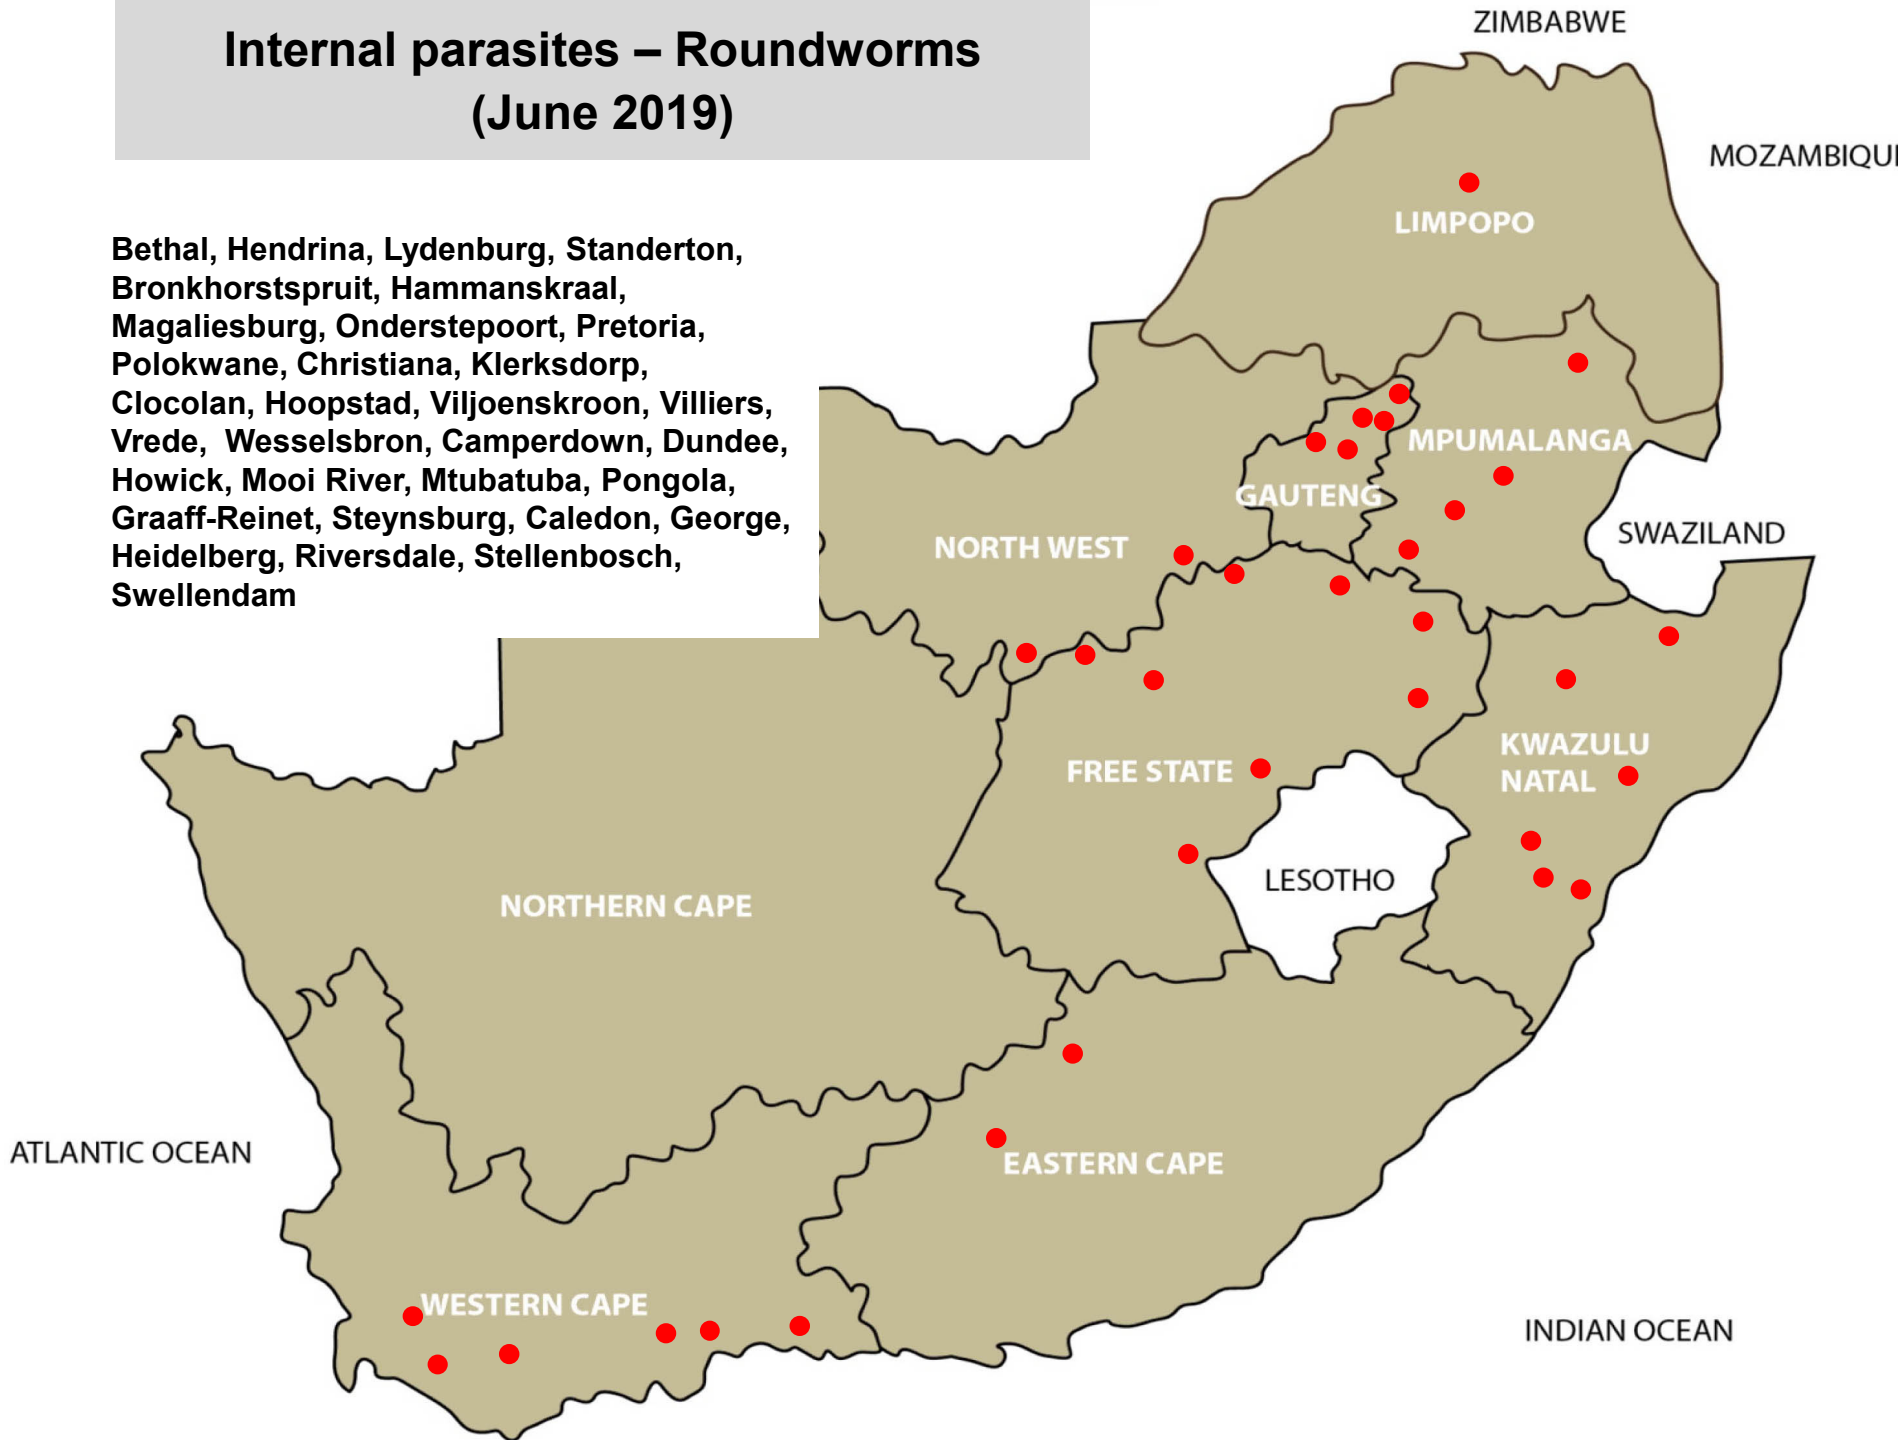 Internal parasites – Roundworms
(June 2019)
Bethal, Hendrina, Lydenburg, Standerton,
Bronkhorstspruit, Hammanskraal,
Magaliesburg, Onderstepoort, Pretoria,
Polokwane, Christiana, Klerksdorp,
Clocolan, Hoopstad, Viljoenskroon, Villiers,
Vrede, Wesselsbron, Camperdown, Dundee,
Howick, Mooi River, Mtubatuba, Pongola,
Graaff-Reinet, Steynsburg, Caledon, George,
Heidelberg, Riversdale, Stellenbosch,
Swellendam
ZIMBABWE
MOZAMBIQU
LIMPOPO
MPUMALANGA
GAUTENG
SWAZILAND
NORTH WEST
KWAZULU
NATAL
FREE STATE
LESOTHO
NORTHERN CAPE
ATLANTIC OCEAN
EASTERN CAPE
WESTERN CAPE
INDIAN OCEAN